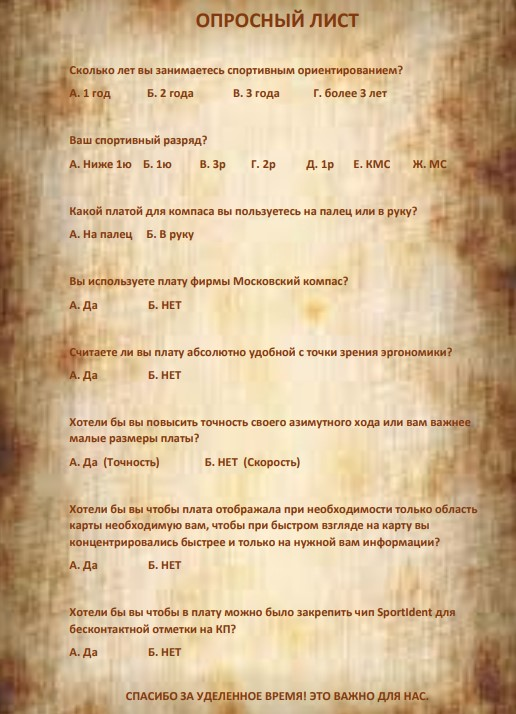 ОПРОСНЫЙ ЛИСТ
Сколько лет вы занимаетесь спортивным ориентированием?
А. 1 год Б. 2 года В. 3 года Г. более 3 лет
Ваш спортивный разряд?
А. Ниже 1ю Б. 1ю В. 3р Г. 2р Д. 1р Е. КМС Ж. МС
Какой платой для компаса вы пользуетесь на палец или в руку?
А. На палец Б. В руку
Вы используете плату фирмы Московский компас?
А. Да Б. НЕТ
Считаете ли вы плату абсолютно удобной с точки зрения эргономики?
А. Да Б. НЕТ
Хотели бы вы повысить точность своего азимутного хода или вам важнее
малые размеры платы?
А. Да (Точность) Б. НЕТ (Скорость)
Хотели бы вы чтобы плата отображала при необходимости только область
карты необходимую вам, чтобы при быстром взгляде на карту вы
концентрировались быстрее и только на нужной вам информации?
А. Да Б. НЕТ
Хотели бы вы чтобы в плату можно было закрепить чип SportIdent для
бесконтактной отметки на КП?
А. Да Б. НЕТ
СПАСИБО ЗА УДЕЛЕННОЕ ВРЕМЯ! ЭТО ВАЖНО ДЛЯ НАС.